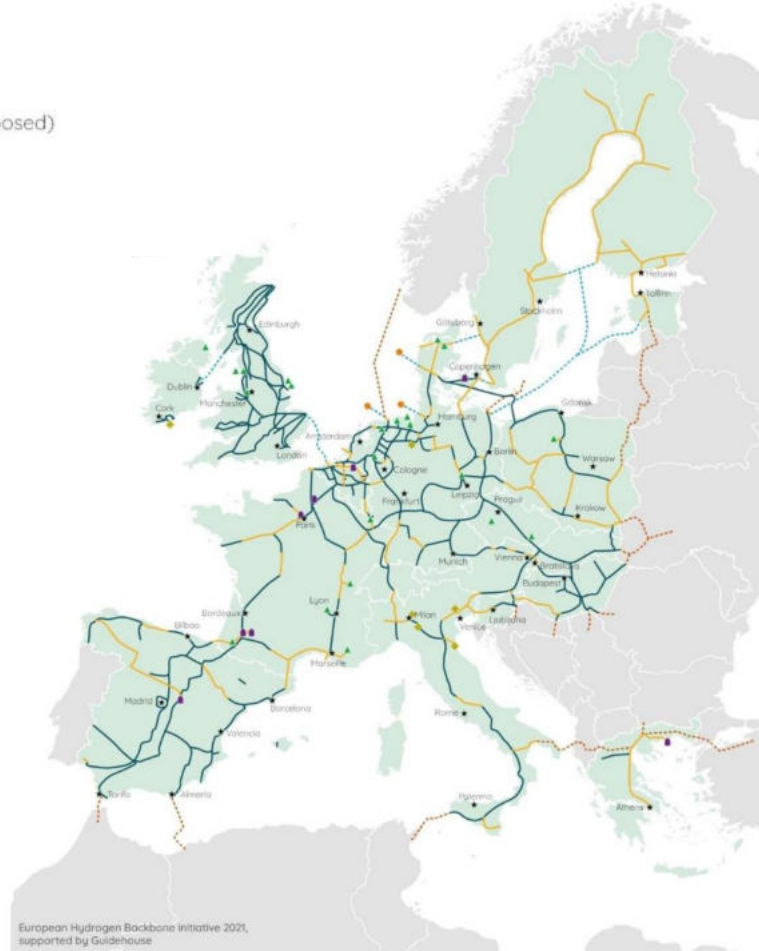 osed)
Helsinki
Tallinn
Stockholm
Göteborg
Edinburgh
Copenhagen
Dublin
Manchester
Cork
Gdansk
Hamburg
Amsterdam
London
Berlin
Warsaw
Cologne
Leipzig
Frankfurt
Prague
Krakow
Paris
Munich
Vienna
Bratislava
Budapest
Bordeaux
Lyon
Milan
Venice
Ljubljana
Bilbao
Marseille
Madrid
Barcelona
Rome
Valencia
Tarifa
Almeria
Palermo
Athens
European Hydrogen Backbone initiative 2021,
supported by Guidehouse